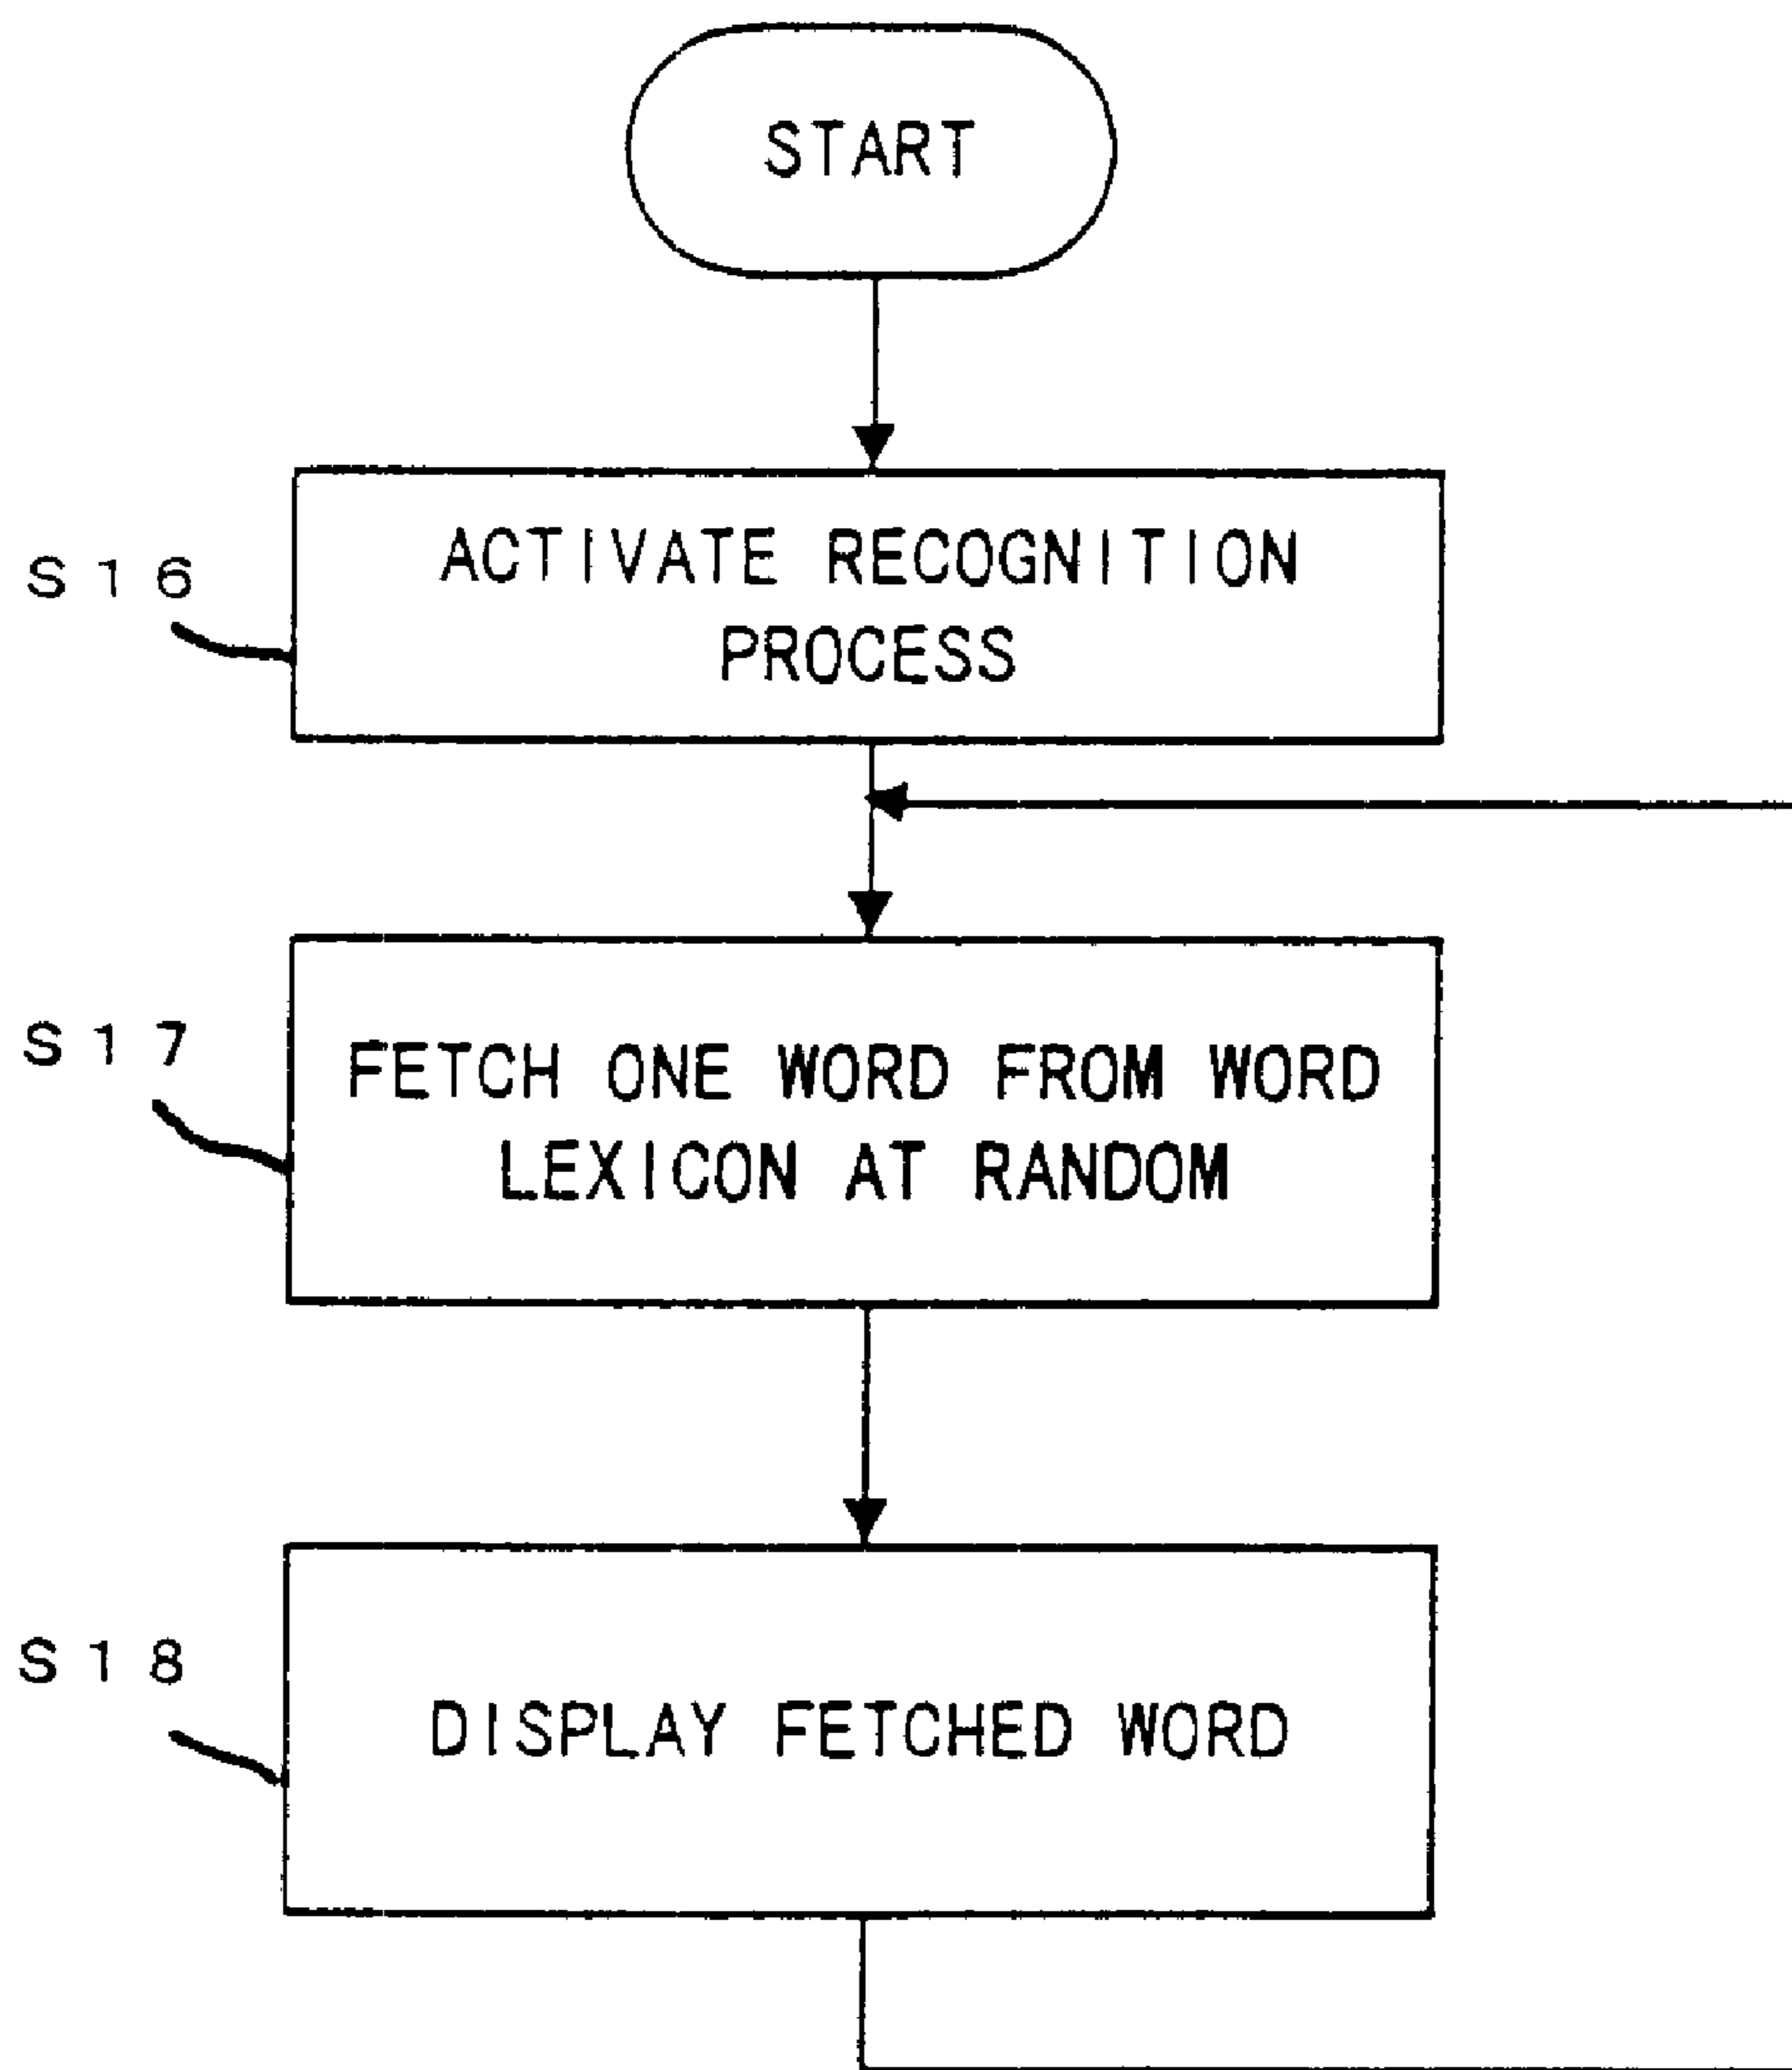 START
S16
ACTIVATE RECOGNITION
PROCESS
S17
FETCH ONE WORD FROM WORD
LEXICON AT RANDOM
S18
DISPLAY FETCHED WORD